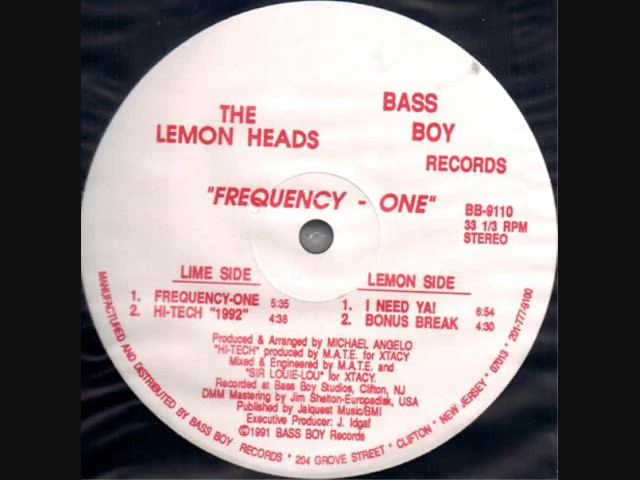 THE
LEMON HEADS
BASS
BOY
RECORDS
"FREQUENCY - ONE"
BB-9110
33 1/3 RPM
STEREO
LIME SIDE
1. FREQUENCY-ONE 5:35
2. HI-TECH "1992" 4:38
LEMON SIDE
1. I NEED YA! 6:54
2. BONUS BREAK 4:30
Produced & Arranged by MICHAEL ANGELO
"HI-TECH" produced by M.A.T.E. for XTACY
Mixed & Engineered by M.A.T.E. and
"SIR LOUIE-LOU" for XTACY.
Recorded at Bass Boy Studios, Clifton, NJ
DMM Mastering by Jim Shelton-Europadisk, USA
Published by Jalquest Music/BMI
Executive Producer: J. Idgaf
©1991 BASS BOY Records
MANUFACTURED AND DISTRIBUTED BY BASS BOY RECORDS • 204 GROVE STREET • CLIFTON • NEW JERSEY • 07013 • 201-777-9100